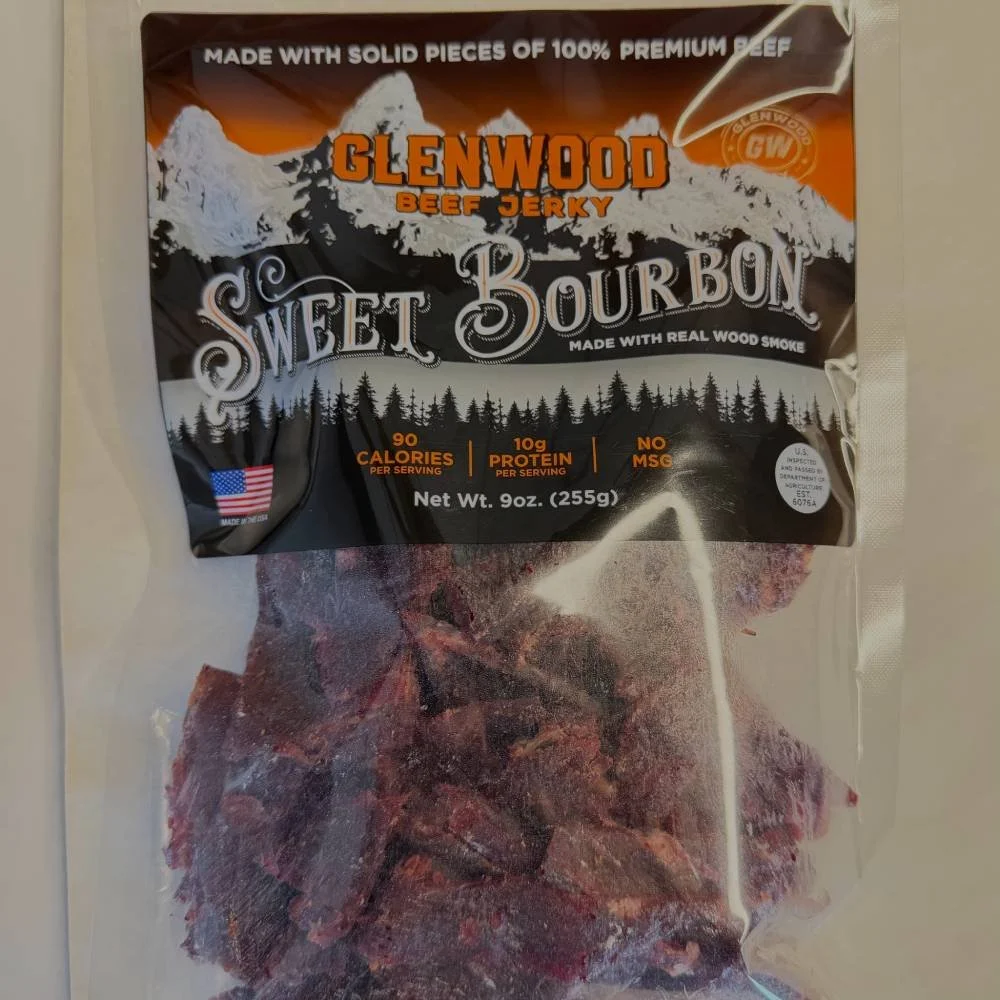 MADE WITH SOLID PIECES OF 100% PREMIUM BEEF
GLENWOOD
GW
GLENWOOD
BEEF JERKY
SWEET BOURBON
MADE WITH REAL WOOD SMOKE
90
CALORIES
PER SERVING
10g
PROTEIN
PER SERVING
NO
MSG
Net Wt. 9oz. (255g)
MADE IN THE USA
U.S.
INSPECTED
AND PASSED BY
DEPARTMENT OF
AGRICULTURE
EST.
6076A